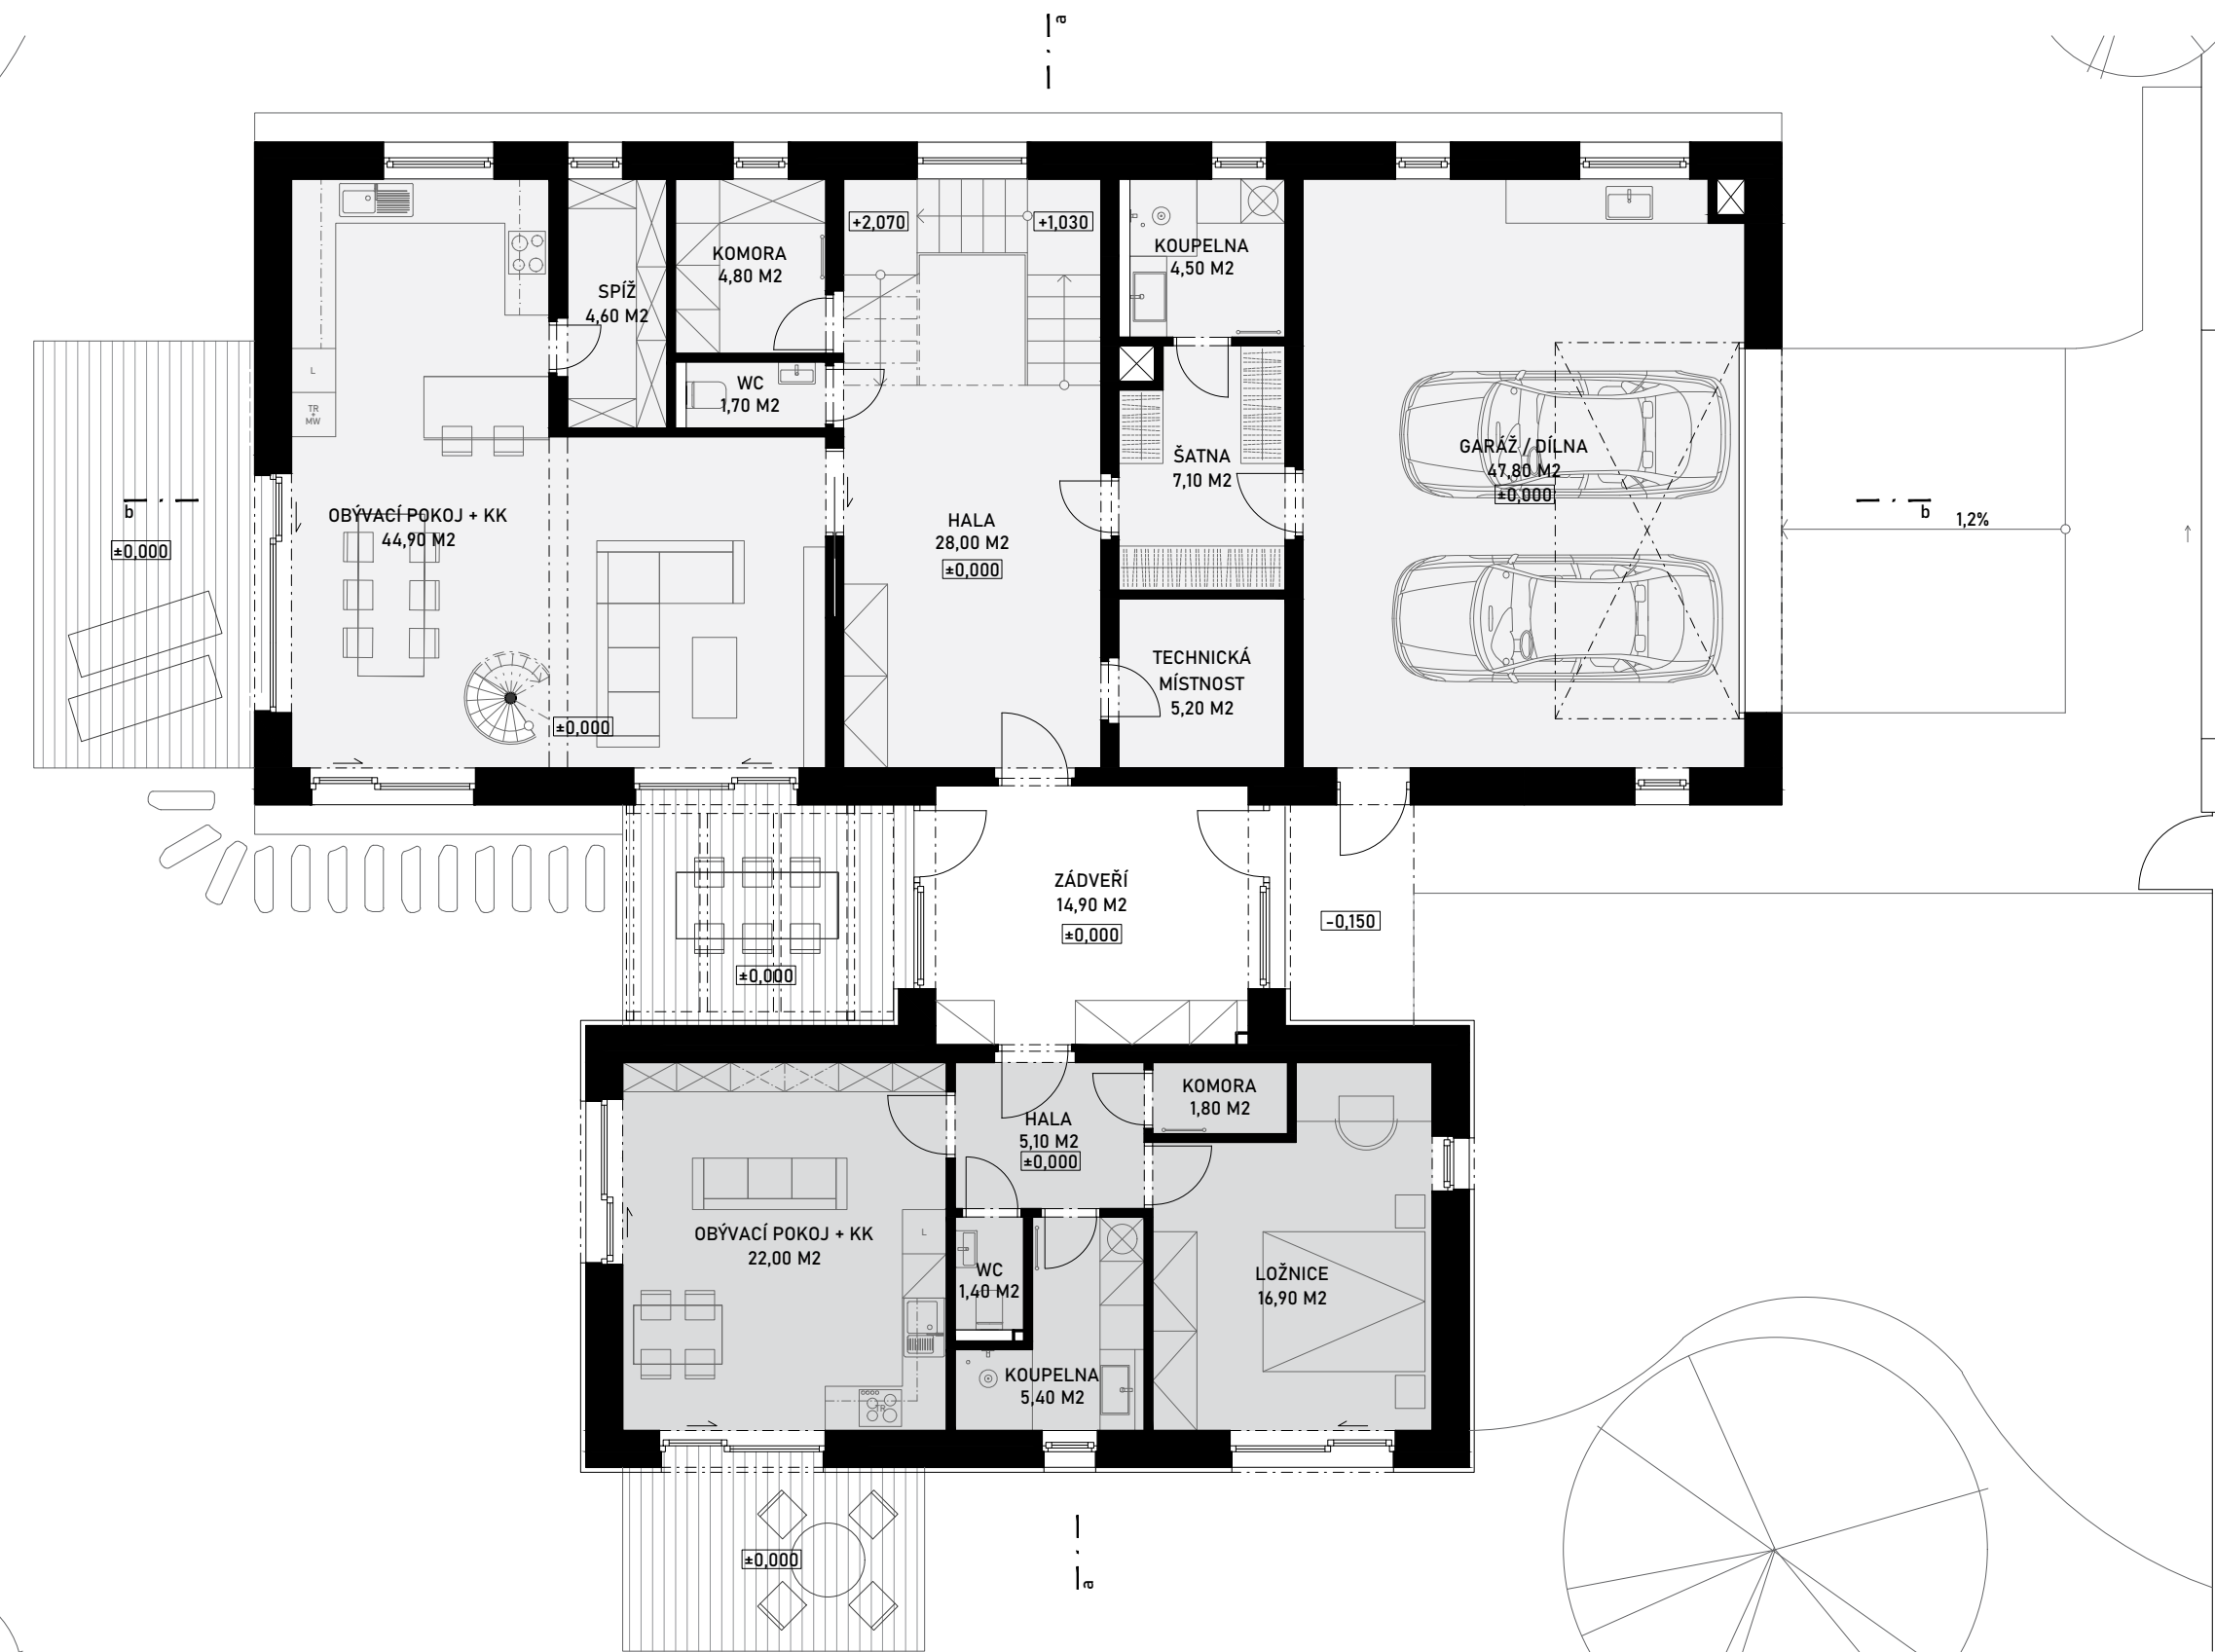 a
+2,070
+1,030
KOUPELNA
4,50 M2
KOMORA
4,80 M2
SPÍŽ
4,60 M2
L
TR
+
MW
WC
1,70 M2
ŠATNA
7,10 M2
GARÁŽ / DÍLNA
47,80 M2
±0,000
b
±0,000
OBÝVACÍ POKOJ + KK
44,90 M2
HALA
28,00 M2
±0,000
b
1,2%
TECHNICKÁ
MÍSTNOST
5,20 M2
±0,000
ZÁDVEŘÍ
14,90 M2
±0,000
-0,150
±0,000
KOMORA
1,80 M2
HALA
5,10 M2
±0,000
OBÝVACÍ POKOJ + KK
22,00 M2
L
WC
1,40 M2
LOŽNICE
16,90 M2
KOUPELNA
5,40 M2
TR
±0,000
a